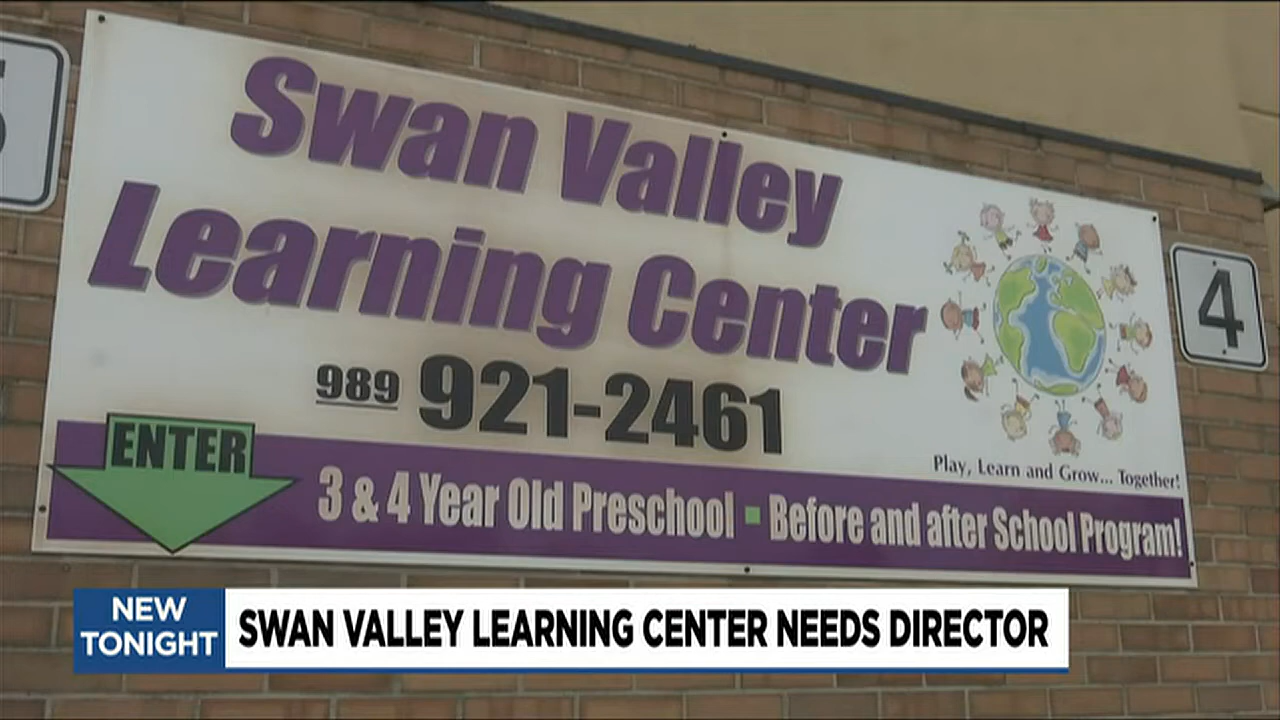 Swan Valley
Learning Center
989 921-2461
ENTER
Play, Learn and Grow... Together!
3 & 4 Year Old Preschool ▪ Before and after School Program!
4
NEW
TONIGHT
SWAN VALLEY LEARNING CENTER NEEDS DIRECTOR